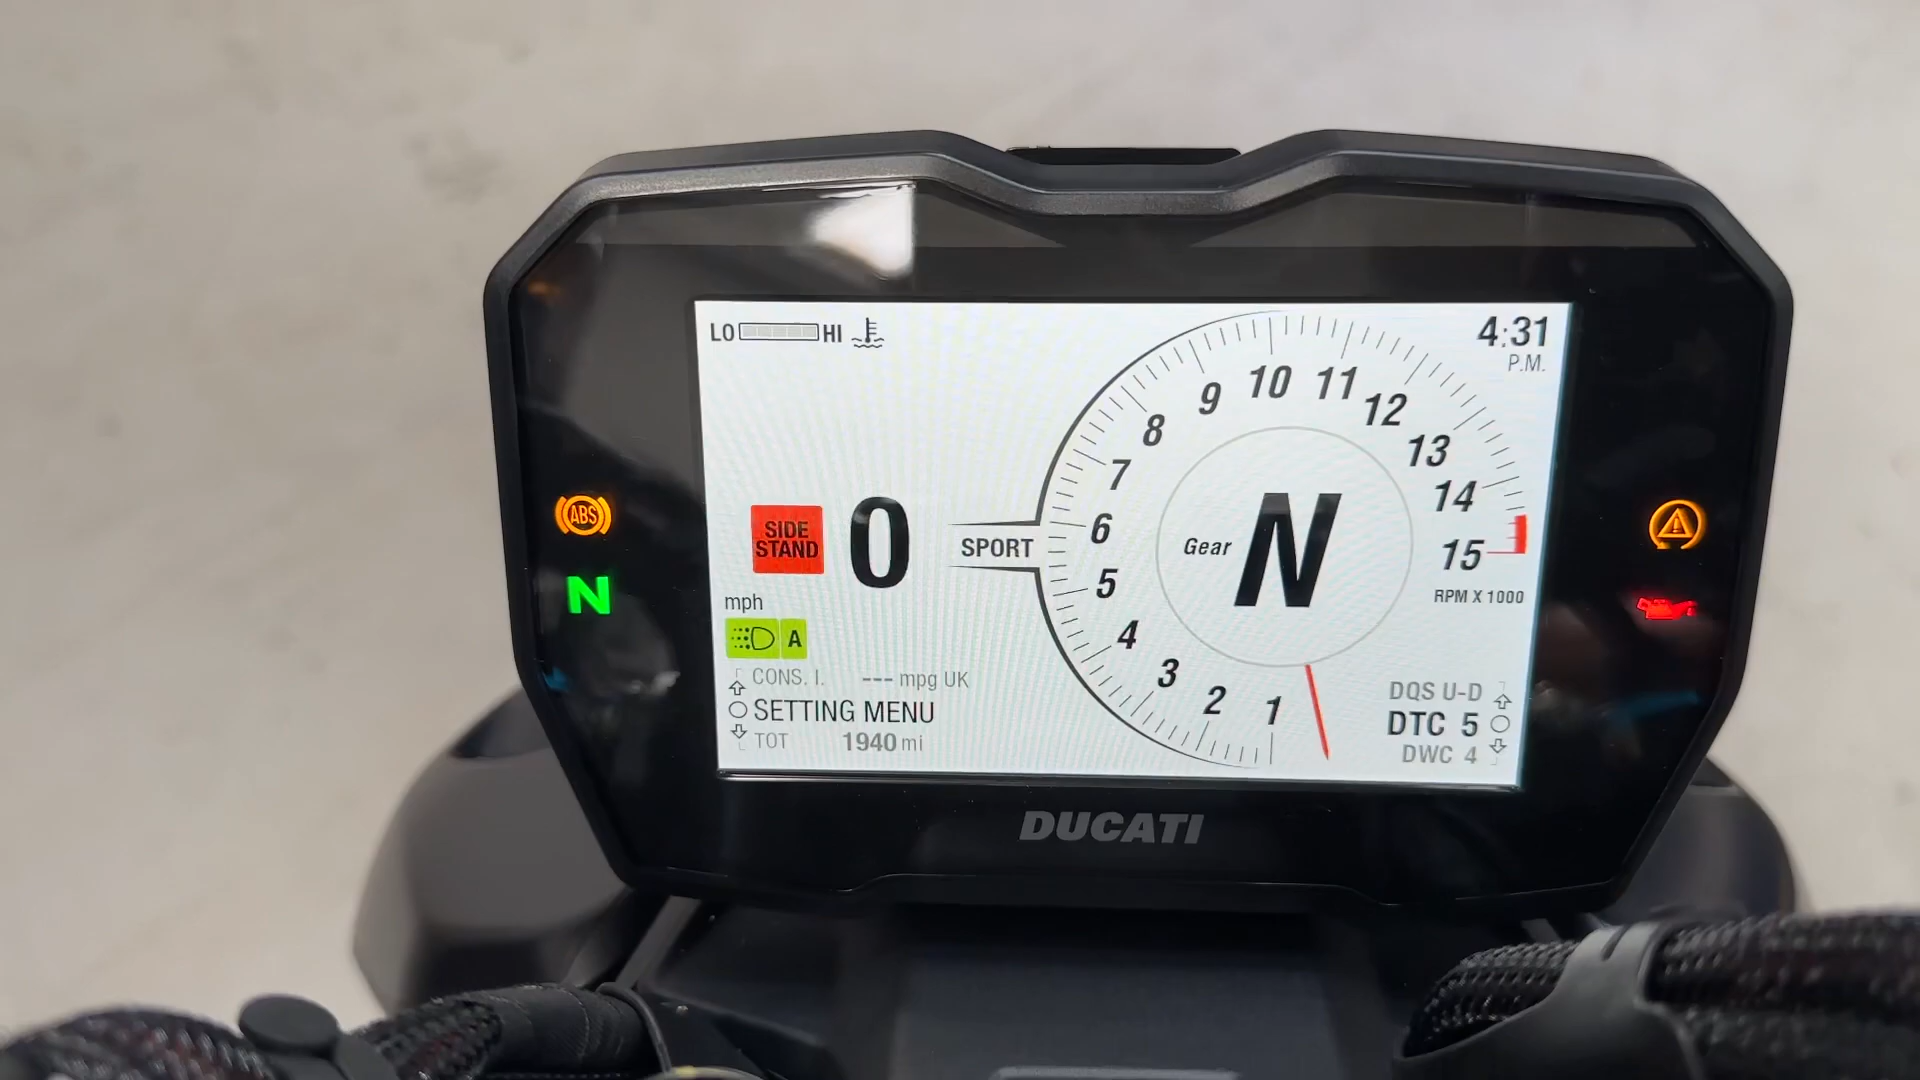 LO HI
4:31
P.M.
ABS
N
SIDE
STAND
0
mph
A
SPORT
1
2
3
4
5
6
7
8
9
10
11
12
13
14
15
RPM X 1000
Gear N
CONS. I. --- mpg UK
SETTING MENU
TOT 1940 mi
DQS U-D
DTC 5
DWC 4
DUCATI